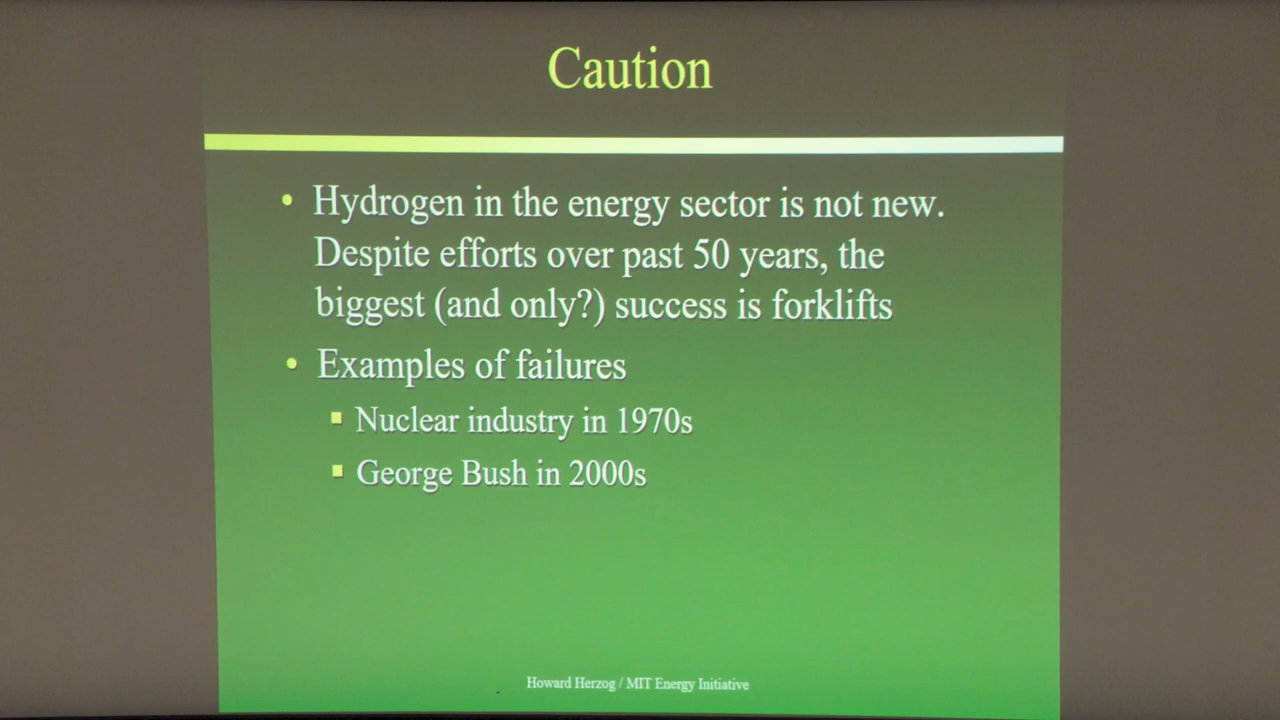 Caution
• Hydrogen in the energy sector is not new.
Despite efforts over past 50 years, the
biggest (and only?) success is forklifts
• Examples of failures
▪ Nuclear industry in 1970s
▪ George Bush in 2000s
Howard Herzog / MIT Energy Initiative